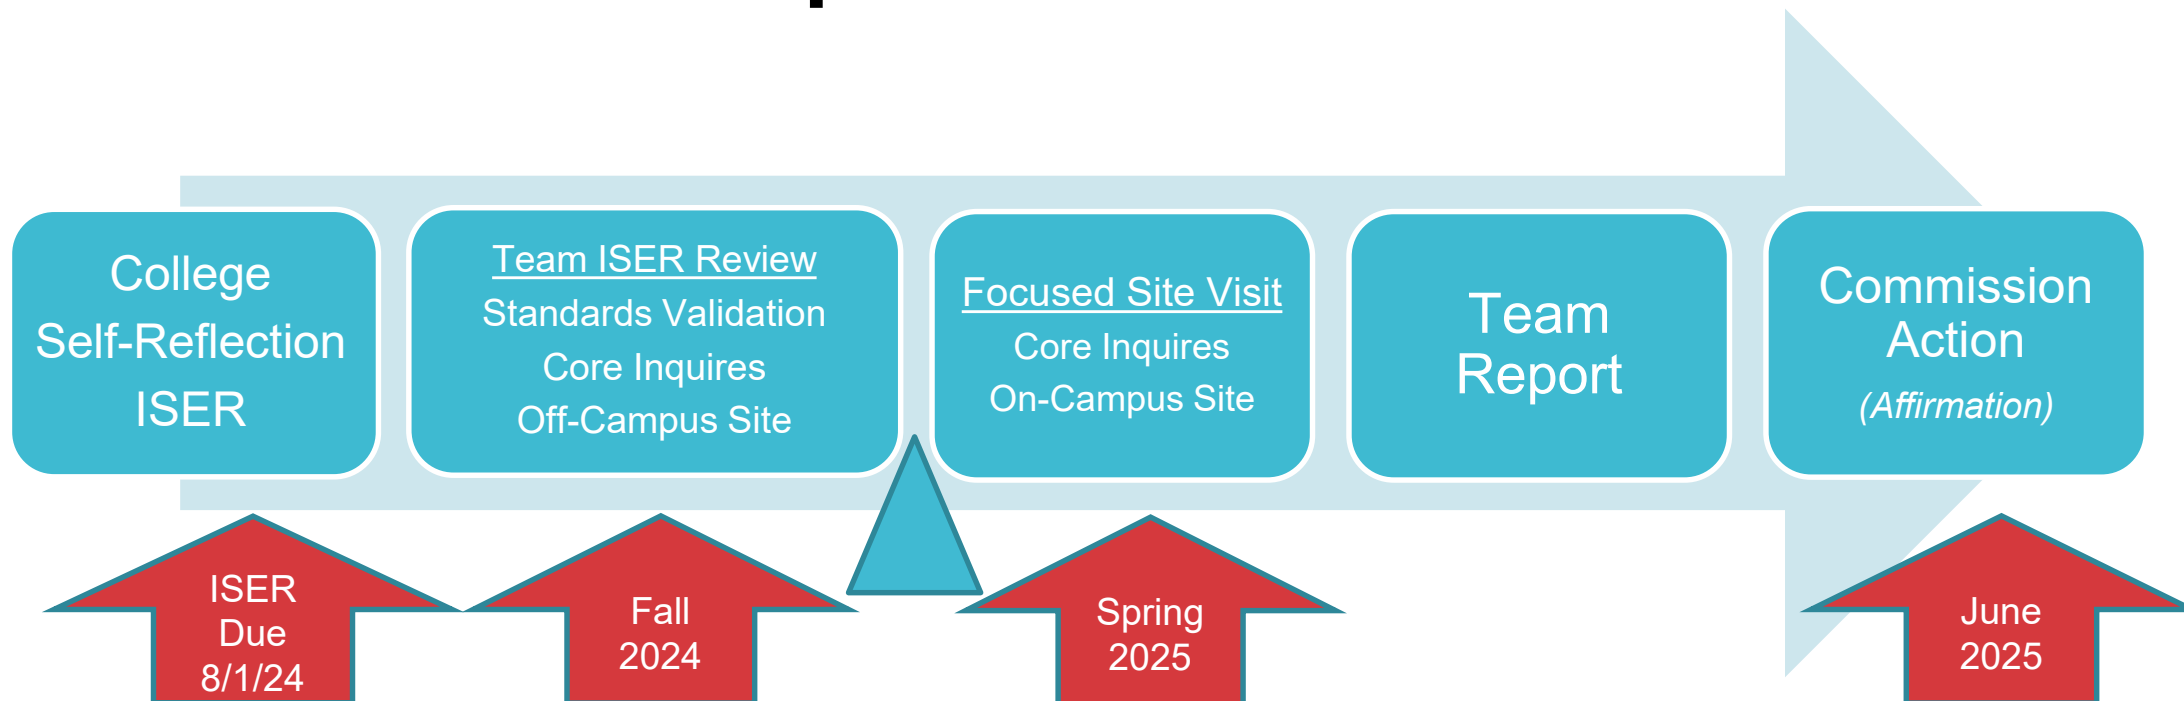 College
Self-Reflection
ISER
Team ISER Review
Standards Validation
Core Inquires
Off-Campus Site
Focused Site Visit
Core Inquires
On-Campus Site
Team
Report
Commission
Action
(Affirmation)
ISER
Due
8/1/24
Fall
2024
Spring
2025
June
2025